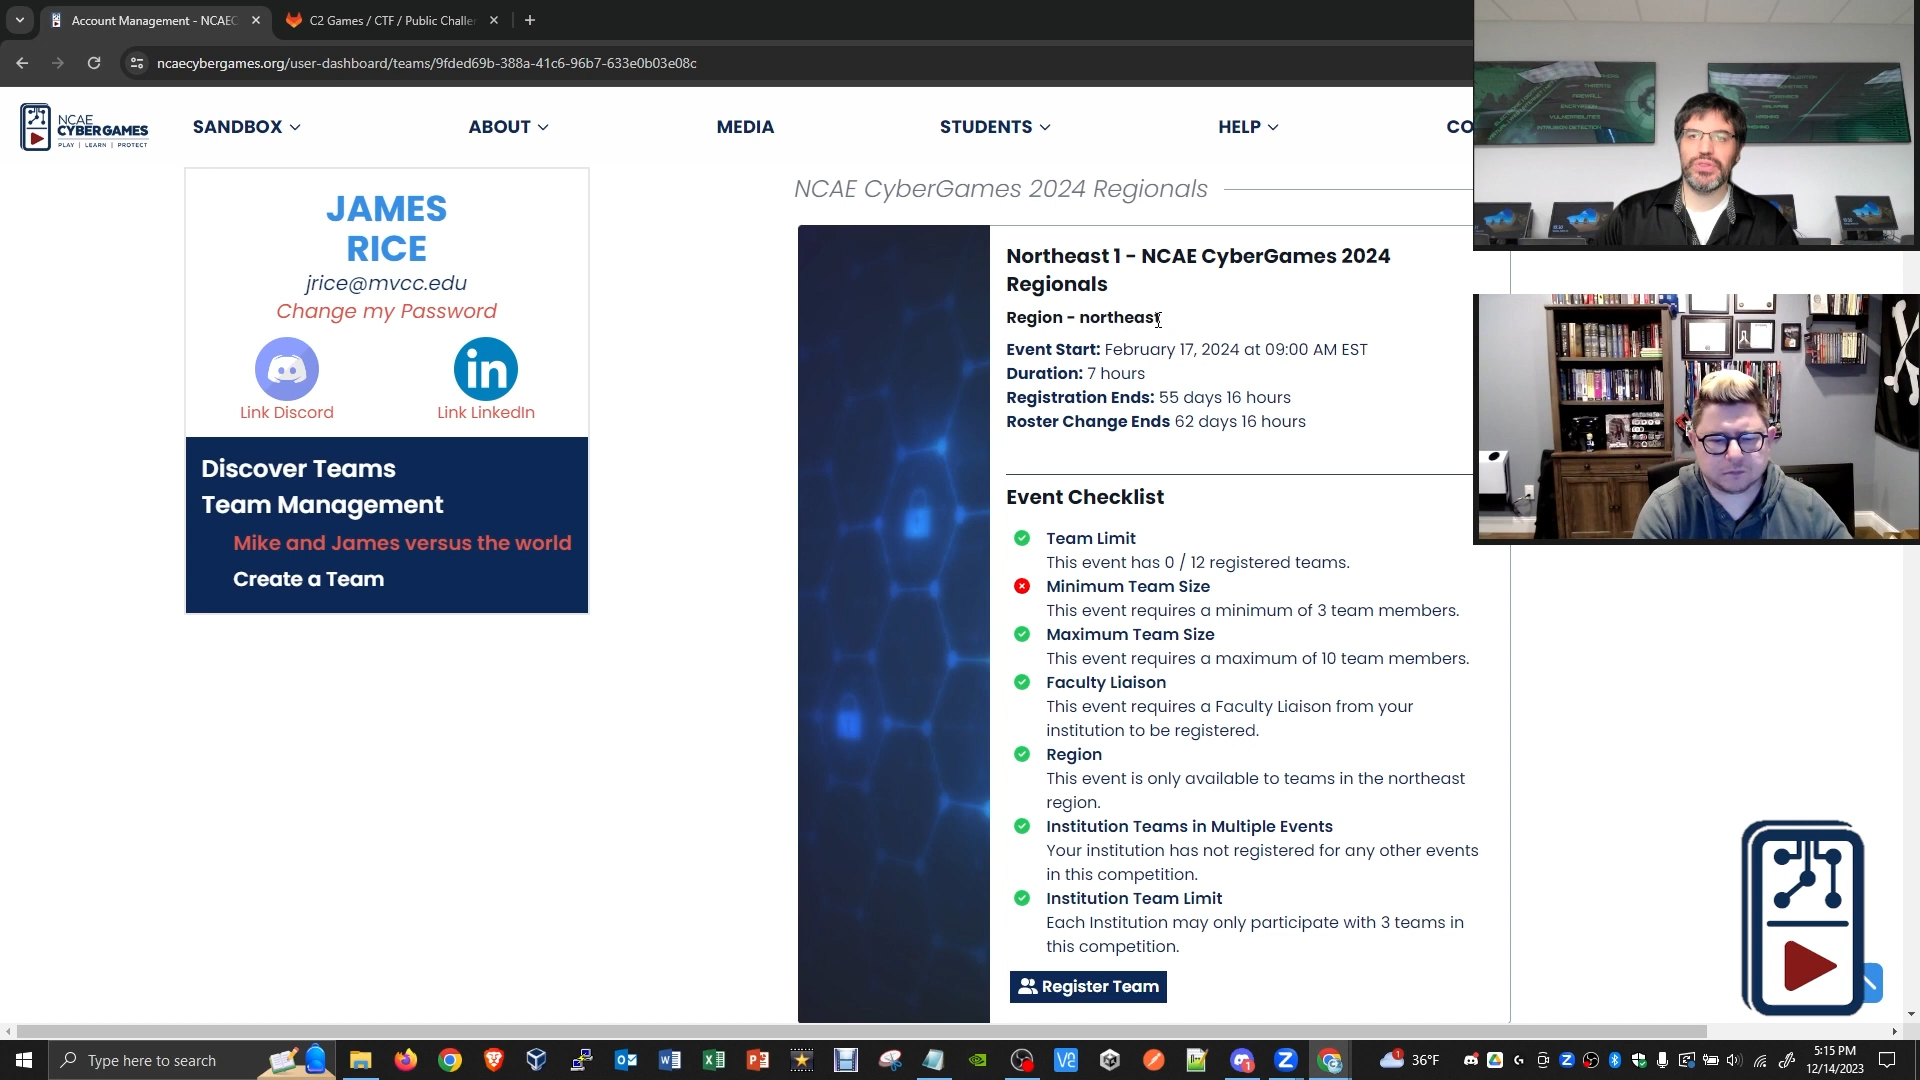 Account Management - NCAEC
C2 Games / CTF / Public Challe
ncaecybergames.org/user-dashboard/teams/9fded69b-388a-41c6-96b7-633e0b03e08c
NCAE
CYBERGAMES
PLAY | LEARN | PROTECT
SANDBOX
ABOUT
MEDIA
STUDENTS
HELP
CO
JAMES
RICE
jrice@mvcc.edu
Change my Password
Link Discord
Link LinkedIn
Discover Teams
Team Management
Mike and James versus the world
Create a Team
NCAE CyberGames 2024 Regionals
Northeast 1 - NCAE CyberGames 2024
Regionals
Region - northeast
Event Start: February 17, 2024 at 09:00 AM EST
Duration: 7 hours
Registration Ends: 55 days 16 hours
Roster Change Ends 62 days 16 hours
Event Checklist
Team Limit
This event has 0 / 12 registered teams.
Minimum Team Size
This event requires a minimum of 3 team members.
Maximum Team Size
This event requires a maximum of 10 team members.
Faculty Liaison
This event requires a Faculty Liaison from your
institution to be registered.
Region
This event is only available to teams in the northeast
region.
Institution Teams in Multiple Events
Your institution has not registered for any other events
in this competition.
Institution Team Limit
Each Institution may only participate with 3 teams in
this competition.
Register Team
THREATS
FIREWALL
ENCRYPTION
VULNERABILITIES
INTRUSION DETECTION
Type here to search
36°F
5:15 PM
12/14/2023